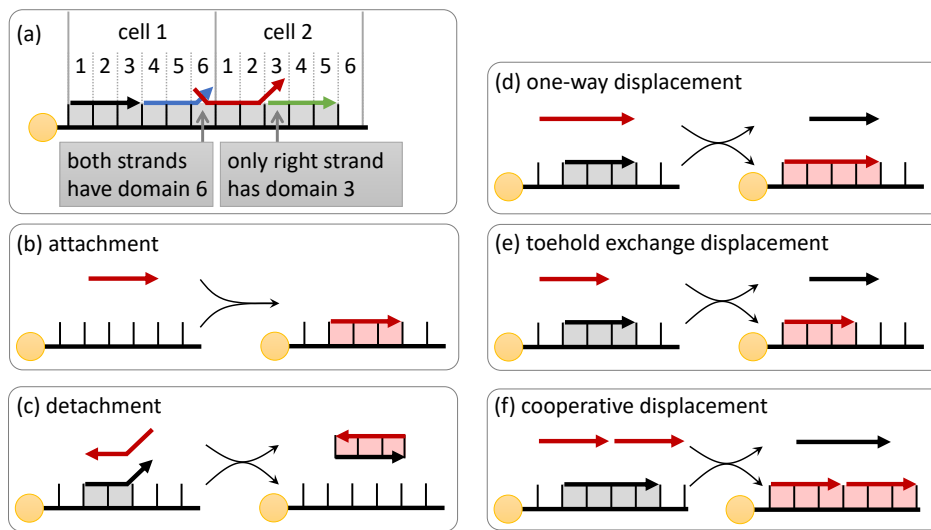 (a)
cell 1 cell 2
1 2 3 4 5 6 1 2 3 4 5 6
both strands
have domain 6
only right strand
has domain 3
(b) attachment
(c) detachment
(d) one-way displacement
(e) toehold exchange displacement
(f) cooperative displacement